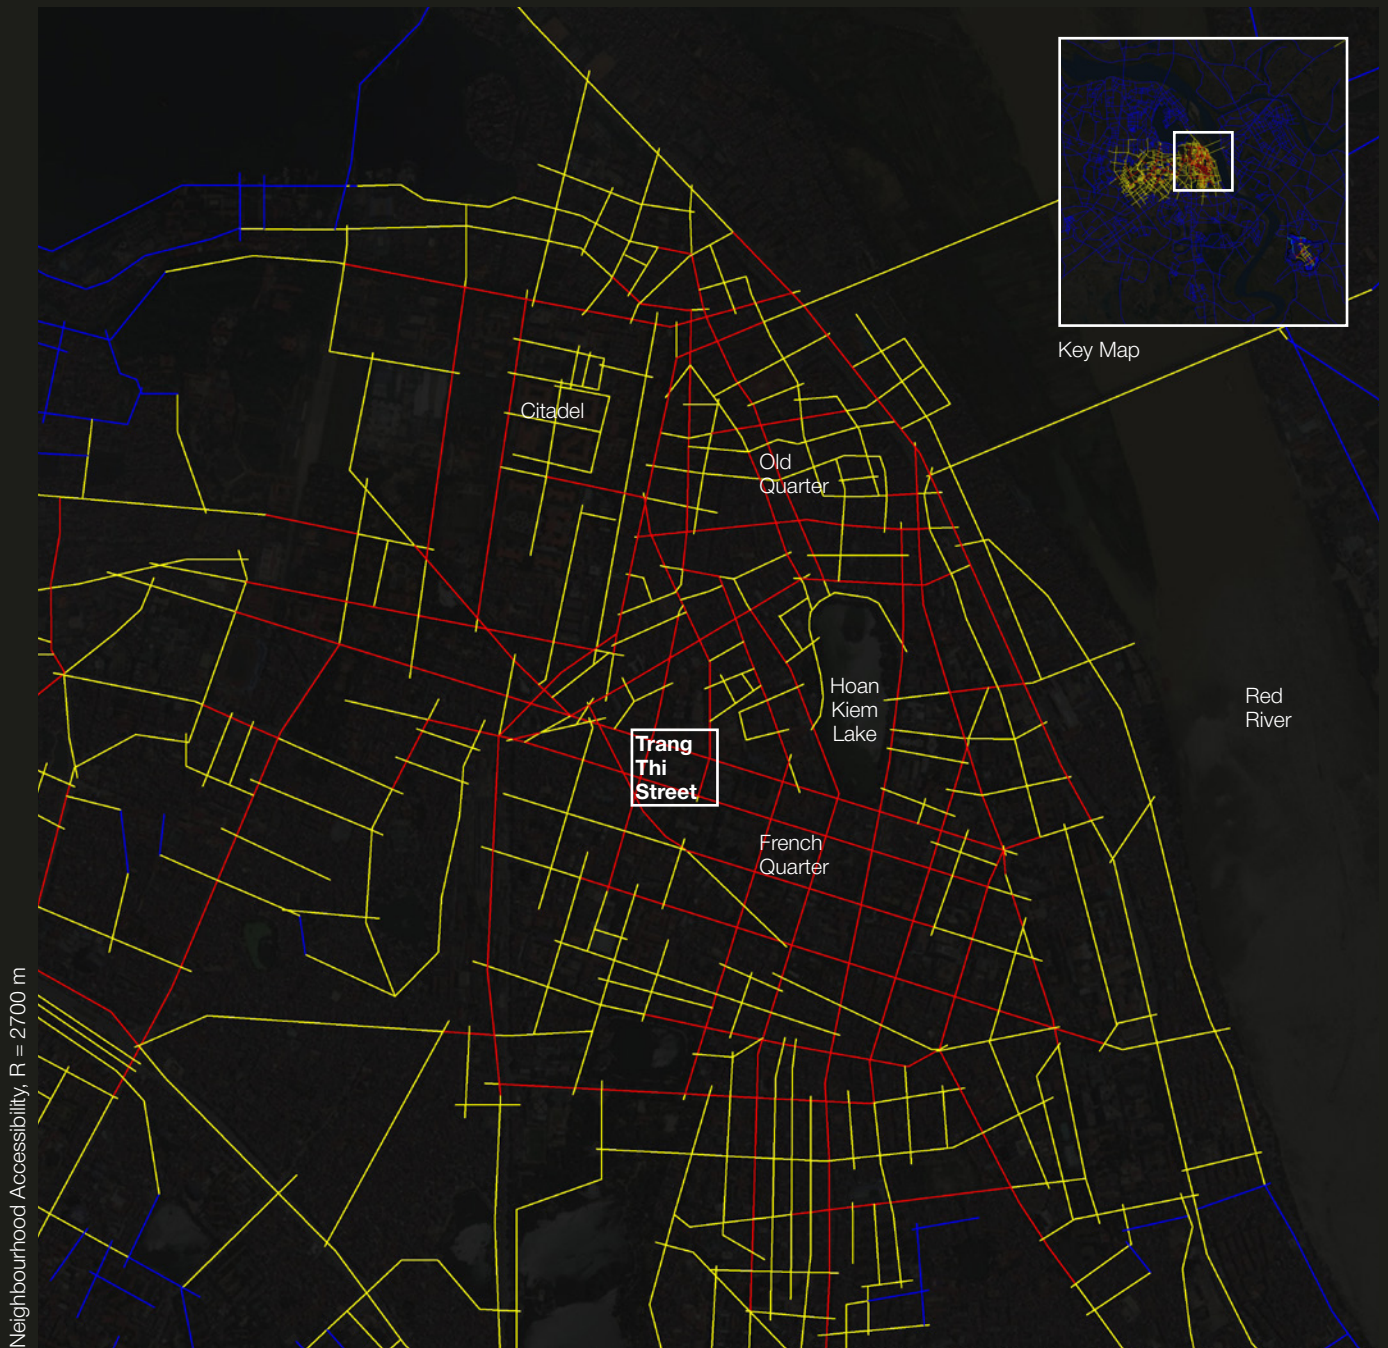 Key Map
Citadel
Old
Quarter
Hoan
Kiem
Lake
Red
River
Trang
Thi
Street
French
Quarter
Neighbourhood Accessibility, R = 2700 m